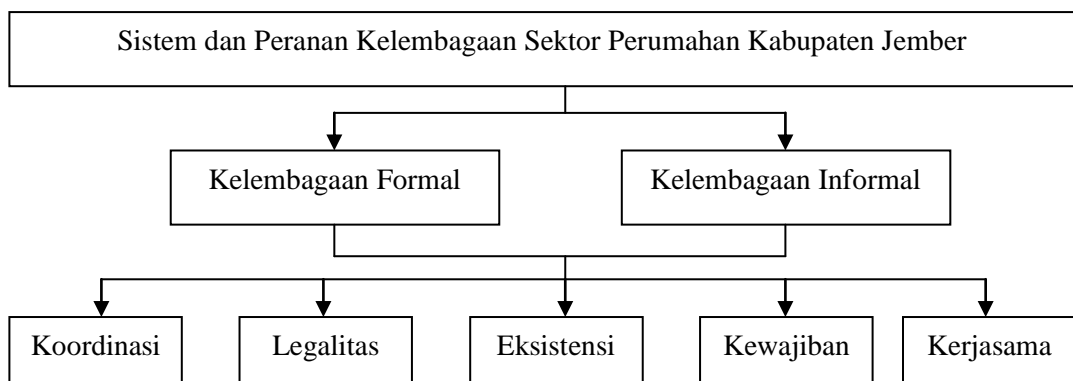 Sistem dan Peranan Kelembagaan Sektor Perumahan Kabupaten Jember
Kelembagaan Formal
Kelembagaan Informal
Koordinasi
Legalitas
Eksistensi
Kewajiban
Kerjasama